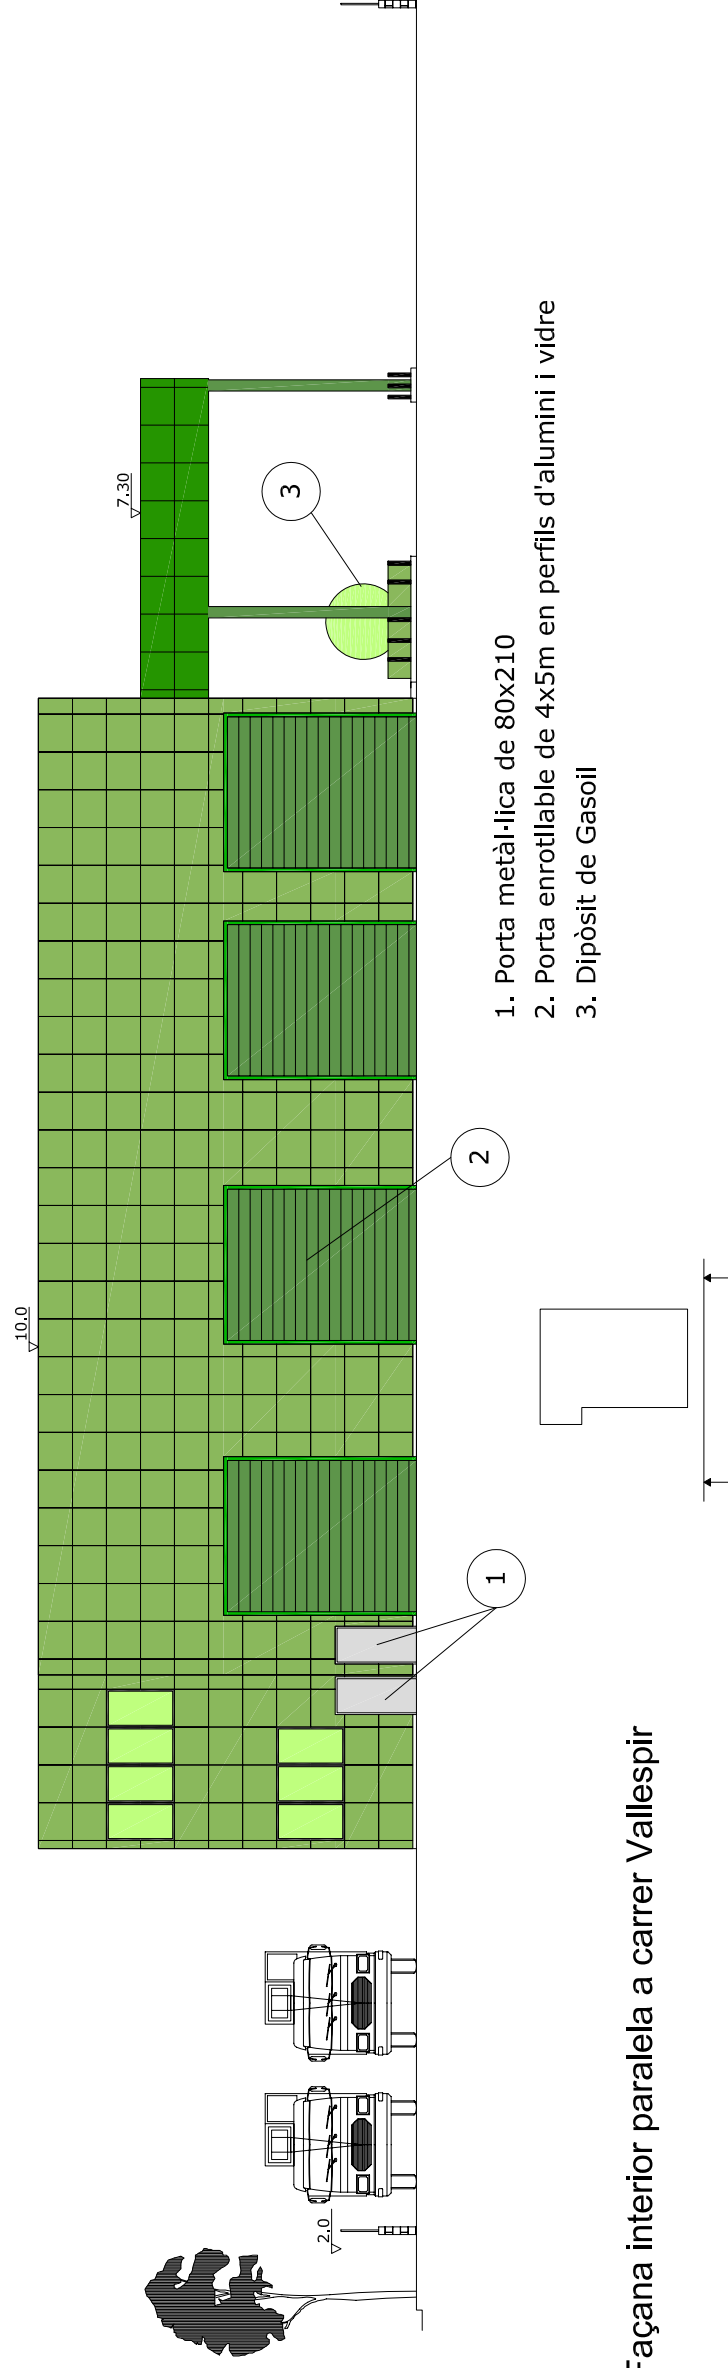 10.0
7.30
2.0
3
2
1
1. Porta metàl·lica de 80x210
2. Porta enrotllable de 4x5m en perfils d'alumini i vidre
3. Dipòsit de Gasoil
Façana interior paralela a carrer Vallespir